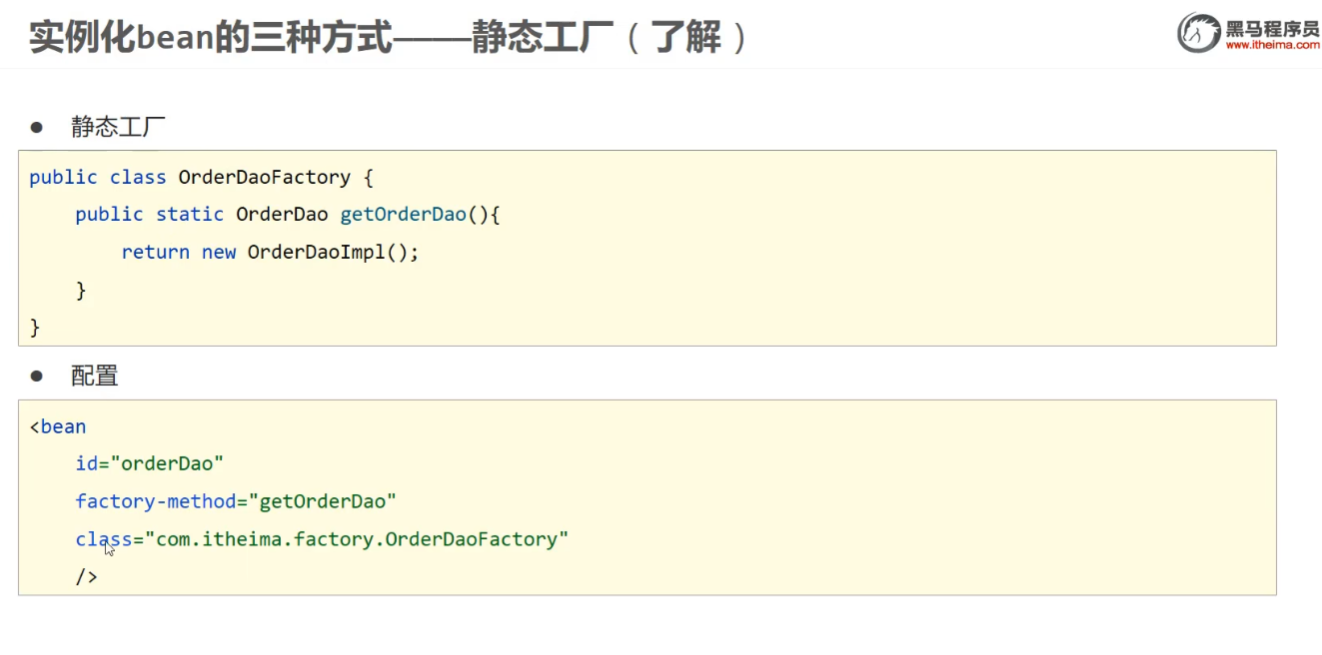 实例化bean的三种方式——静态工厂（了解）
黑马程序员
www.itheima.com
● 静态工厂
public class OrderDaoFactory {
    public static OrderDao getOrderDao(){
        return new OrderDaoImpl();
    }
}
● 配置
<bean
    id="orderDao"
    factory-method="getOrderDao"
    class="com.itheima.factory.OrderDaoFactory"
    />